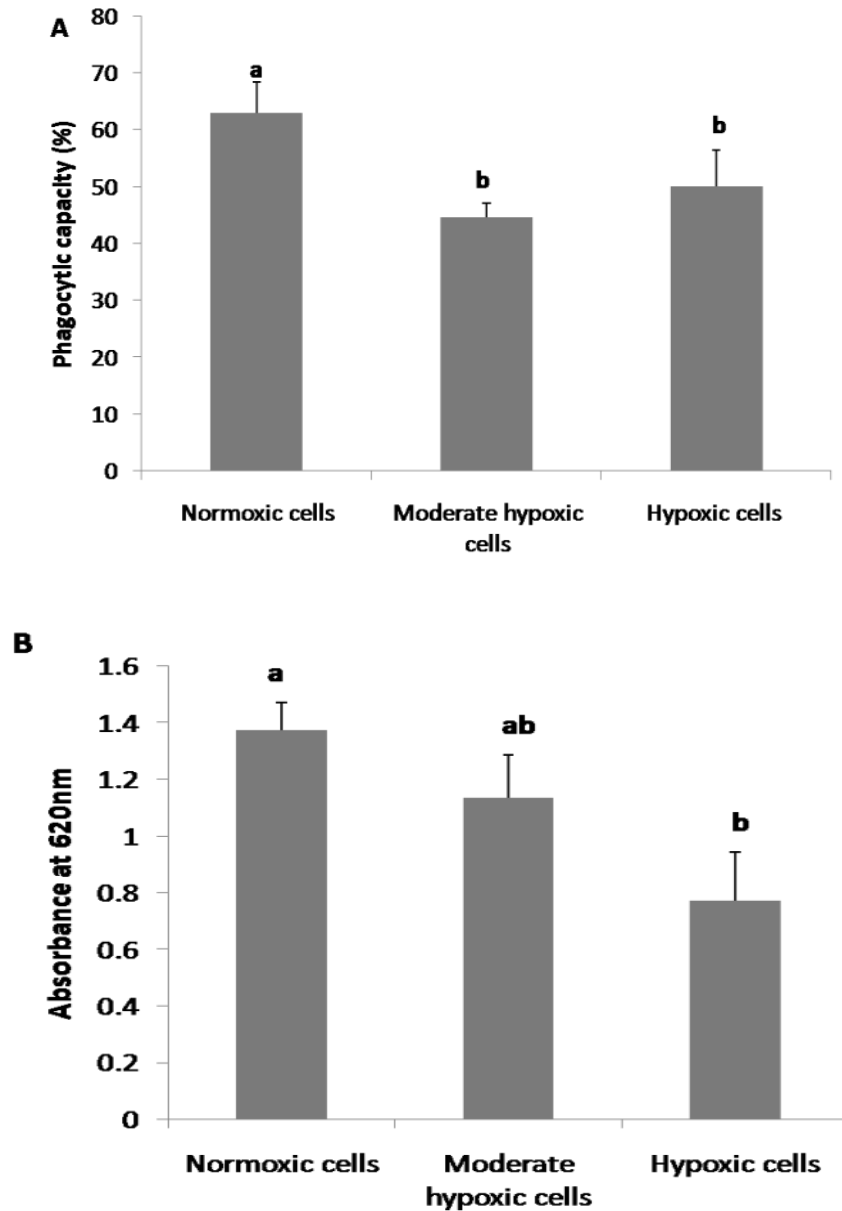 A
80
a
70
b
60
b
50
40
30
20
10
0
Phagocytic capacity (%)
Normoxic cells
Moderate hypoxic
cells
Hypoxic cells
B
1.6
a
1.4
ab
1.2
b
1
0.8
0.6
0.4
0.2
0
Absorbance at 620nm
Normoxic cells
Moderate
hypoxic cells
Hypoxic cells